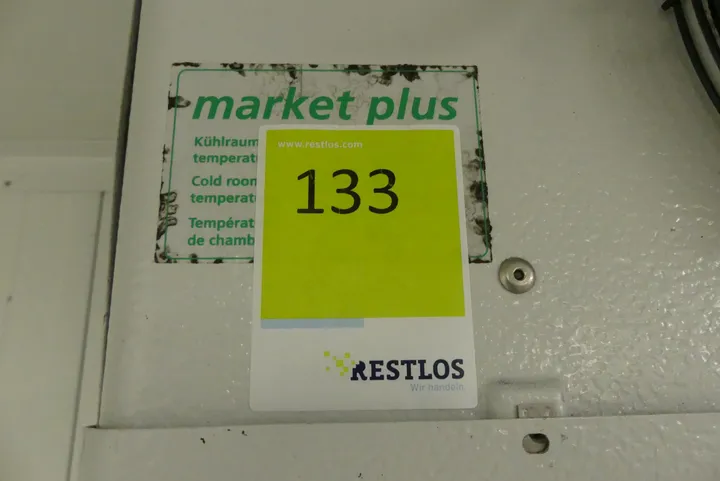 market plus
Kühlraum
temperat
Cold room
temperat
Températ
de chamb
www.restlos.com
133
RESTLOS
Wir handeln